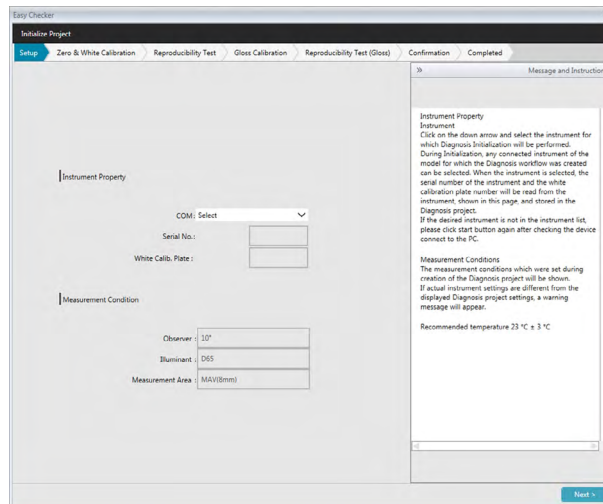 Easy Checker
Initialize Project
Setup
Zero & White Calibration
Reproducibility Test
Gloss Calibration
Reproducibility Test (Gloss)
Confirmation
Completed
Instrument Property
COM: Select
Serial No.:
White Calib. Plate :
Measurement Condition
Observer : 10°
Illuminant : D65
Measurement Area : MAV(8mm)
» Message and Instruction
Instrument Property
Instrument
Click on the down arrow and select the instrument for
which Diagnosis Initialization will be performed.
During Initialization, any connected instrument of the
model for which the Diagnosis workflow was created
can be selected. When the instrument is selected, the
serial number of the instrument and the white
calibration plate number will be read from the
instrument, shown in this page, and stored in the
Diagnosis project.
If the desired instrument is not in the instrument list,
please click start button again after checking the device
connect to the PC.
Measurement Conditions
The measurement conditions which were set during
creation of the Diagnosis project will be shown.
If actual instrument settings are different from the
displayed Diagnosis project settings, a warning
message will appear.
Recommended temperature 23 °C ± 3 °C
Next >